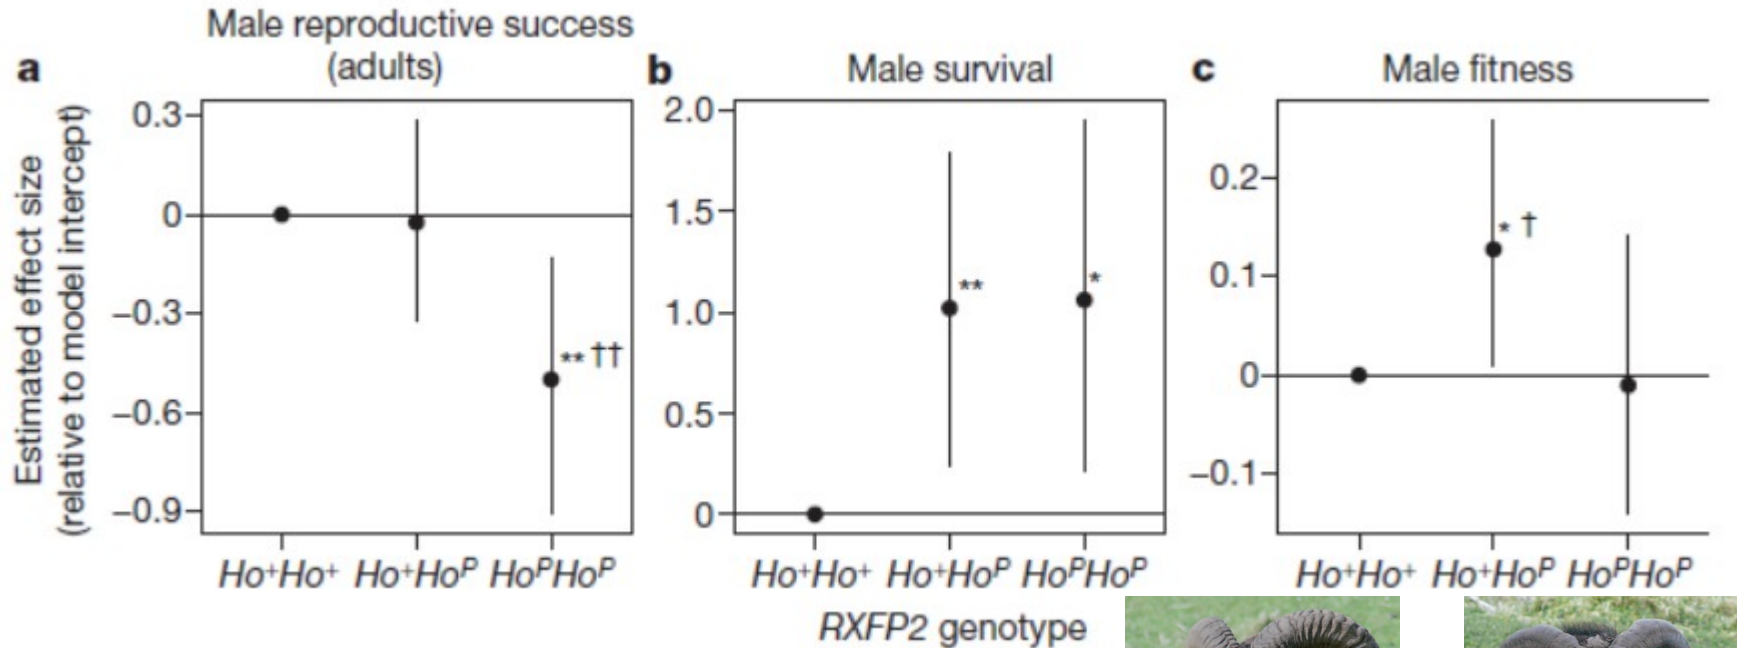 Male reproductive success
(adults)
a
b
Male survival
c
Male fitness
Estimated effect size
(relative to model intercept)
0.3
0
−0.3
−0.6
−0.9
** ††
Ho⁺Ho⁺ Ho⁺Hoᴾ HoᴾHoᴾ
2.0
1.5
1.0
0.5
0
**
*
Ho⁺Ho⁺ Ho⁺Hoᴾ HoᴾHoᴾ
0.2
0.1
0
−0.1
* †
Ho⁺Ho⁺ Ho⁺Hoᴾ HoᴾHoᴾ
RXFP2 genotype